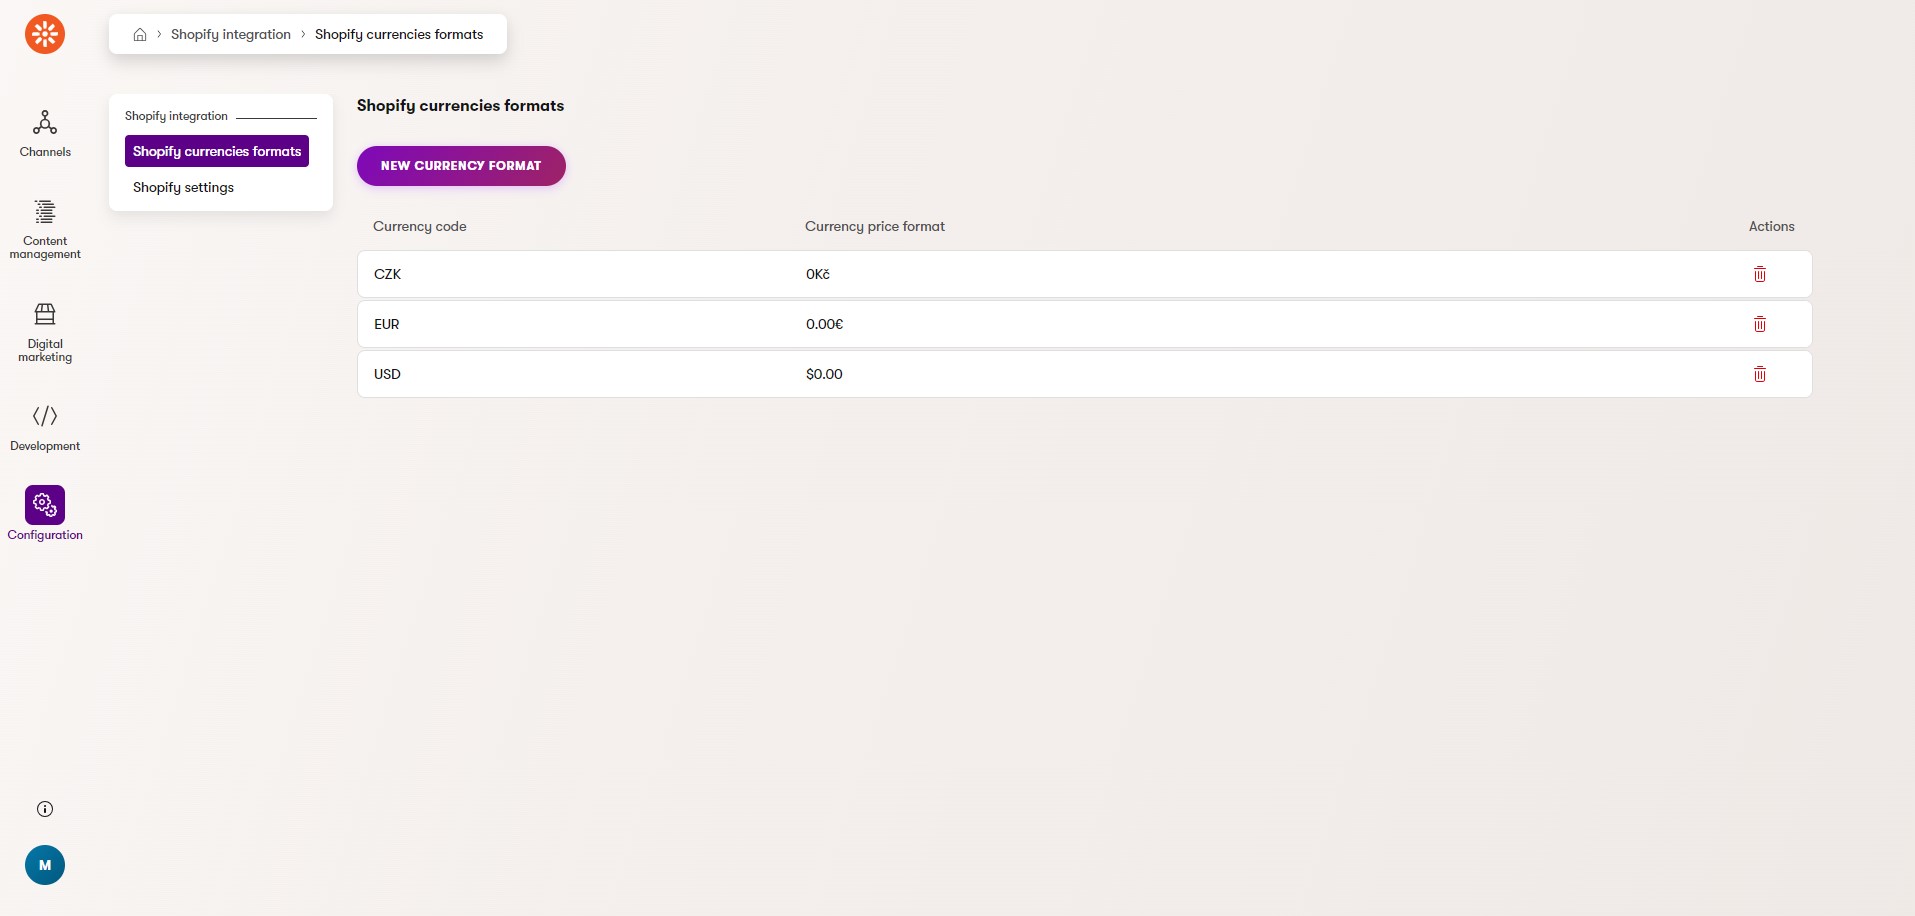 Shopify integration
Shopify currencies formats
Channels
Content
management
Digital
marketing
Development
Configuration
M
Shopify integration
Shopify currencies formats
Shopify settings
Shopify currencies formats
NEW CURRENCY FORMAT
Currency code Currency price format Actions
CZK 0Kč
EUR 0.00€
USD $0.00